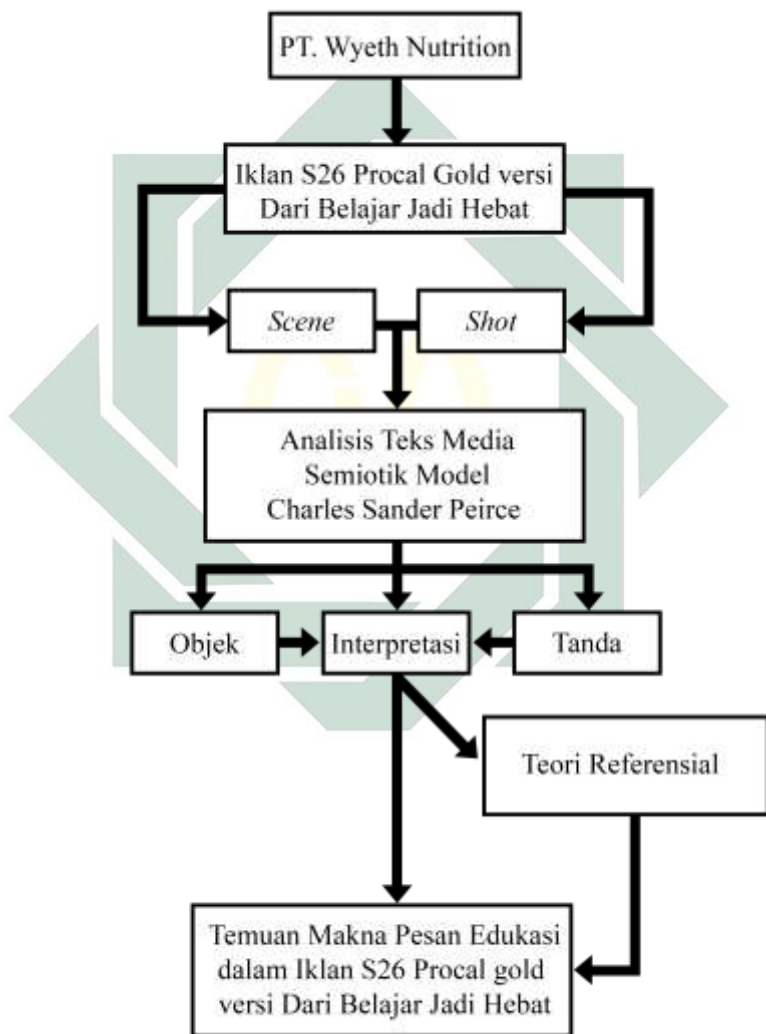 PT. Wyeth Nutrition
Iklan S26 Procal Gold versi
Dari Belajar Jadi Hebat
Scene
Shot
Analisis Teks Media
Semiotik Model
Charles Sander Peirce
Objek
Interpretasi
Tanda
Teori Referensial
Temuan Makna Pesan Edukasi
dalam Iklan S26 Procal gold
versi Dari Belajar Jadi Hebat